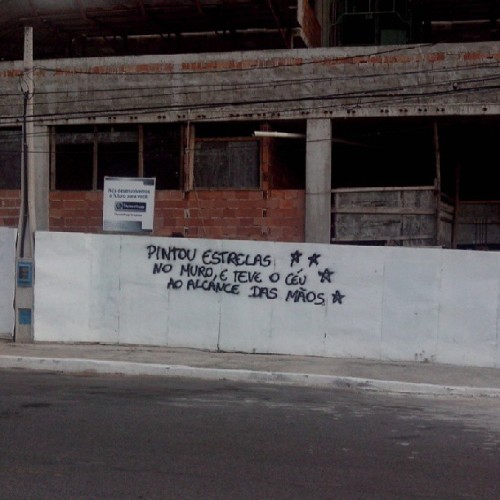 PINTOU ESTRELAS
NO MURO, E TEVE O CÉU
AO ALCANCE DAS MÃOS.